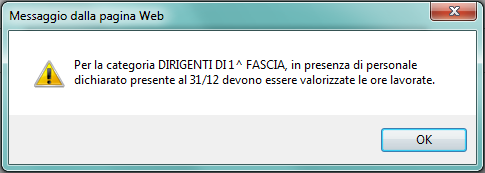 Messaggio dalla pagina Web
Per la categoria DIRIGENTI DI 1^ FASCIA, in presenza di personale
dichiarato presente al 31/12 devono essere valorizzate le ore lavorate.
OK